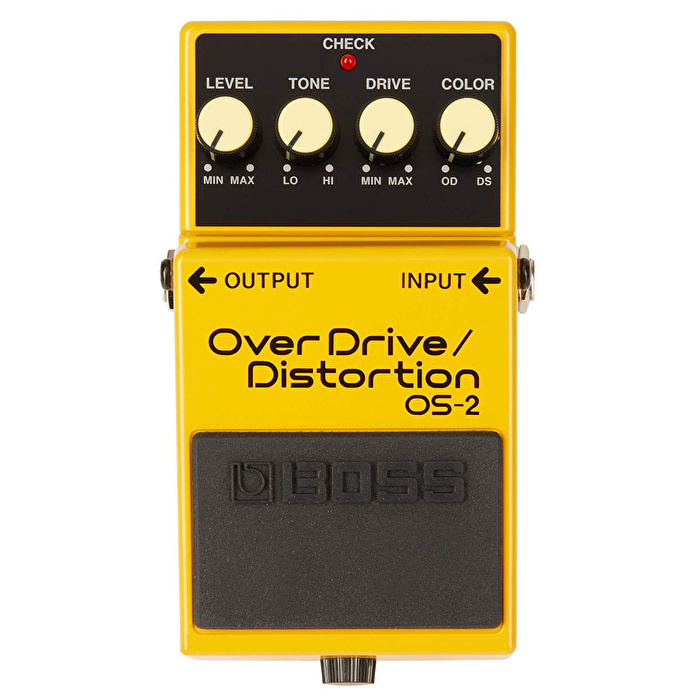 CHECK
LEVEL TONE DRIVE COLOR
MIN MAX LO HI MIN MAX OD DS
OUTPUT INPUT
Over Drive/
Distortion
OS-2
BOSS